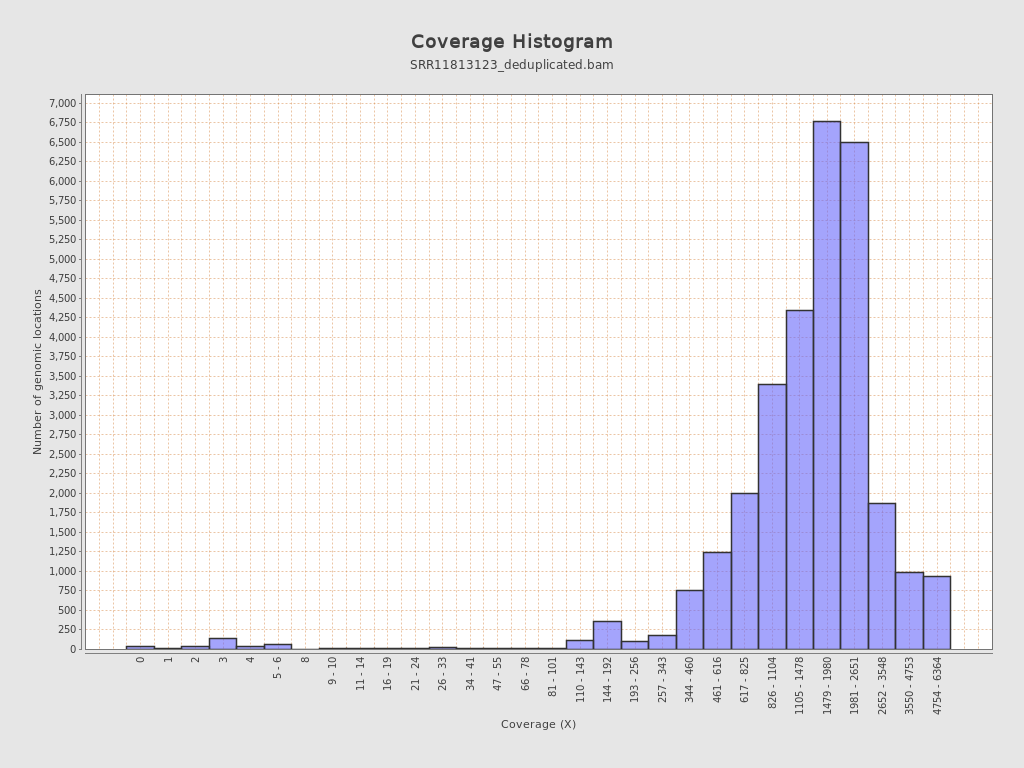 Coverage Histogram
SRR11813123_deduplicated.bam
Number of genomic locations
7,000
6,750
6,500
6,250
6,000
5,750
5,500
5,250
5,000
4,750
4,500
4,250
4,000
3,750
3,500
3,250
3,000
2,750
2,500
2,250
2,000
1,750
1,500
1,250
1,000
750
500
250
0
0
1
2
3
4
5 - 6
8
9 - 10
11 - 14
16 - 19
21 - 24
26 - 33
34 - 41
47 - 55
66 - 78
81 - 101
110 - 143
144 - 192
193 - 256
257 - 343
344 - 460
461 - 616
617 - 825
826 - 1104
1105 - 1478
1479 - 1980
1981 - 2651
2652 - 3548
3550 - 4753
4754 - 6364
Coverage (X)